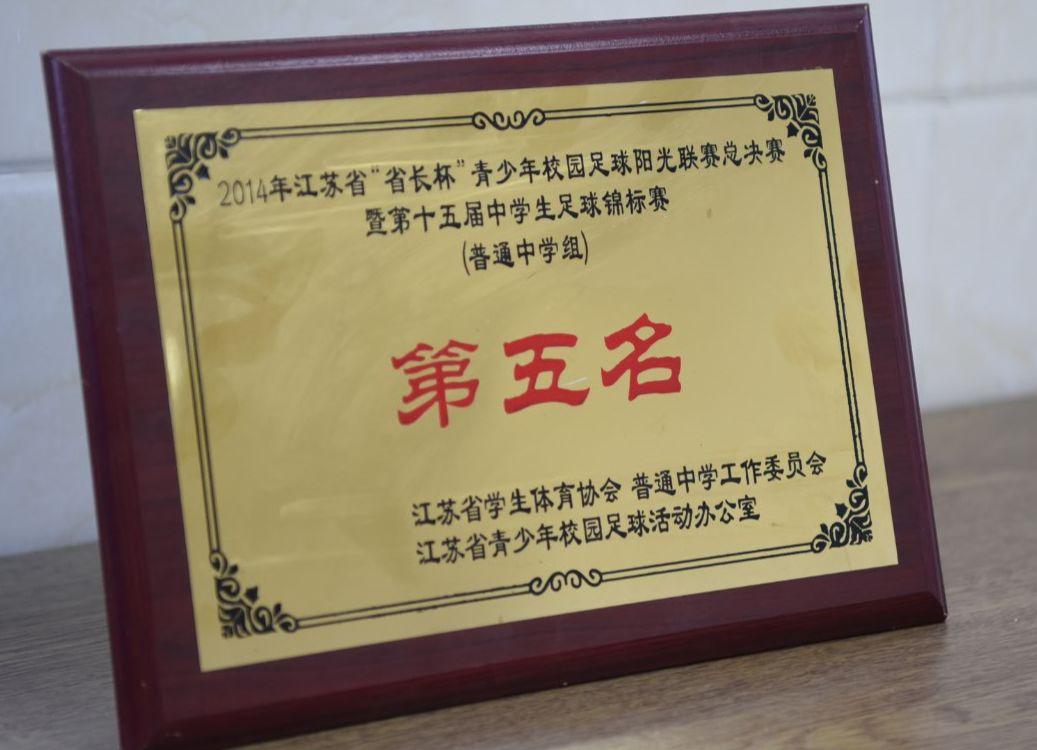 2014年江苏省“省长杯”青少年校园足球阳光联赛总决赛
暨第十五届中学生足球锦标赛
(普通中学组)
第五名
江苏省学生体育协会 普通中学工作委员会
江苏省青少年校园足球活动办公室